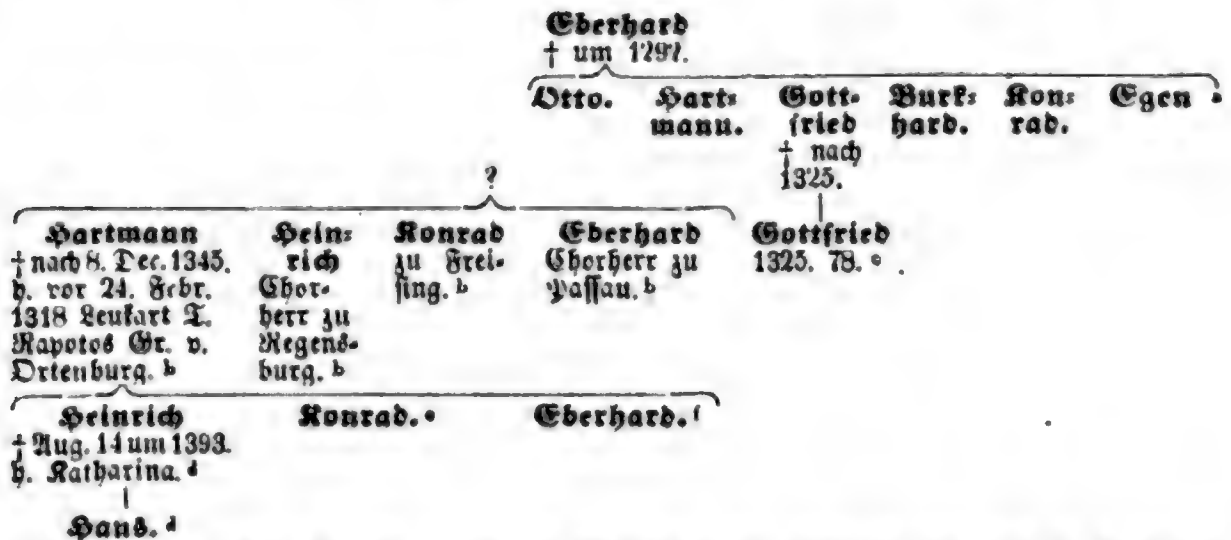 Eberhard
† um 1297.
Otto. Hart= Gott= Burk= Kon= Egen
mann. fried hard. rad.
† nach
1325.
?
Hartmann Hein= Konrad Eberhard Gottfried
† nach 8. Dec. 1345. rich zu Frei= Chorherr zu 1325. 78. c
h. vor 24. Febr. Chor= sing. b Passau. b
1318 Leukart T. herr zu
Rapotos Gr. v. Regens=
Ortenburg. b burg. b
Heinrich Konrad. e Eberhard. f
† Aug. 14 um 1393.
h. Katharina. d
Hans. d